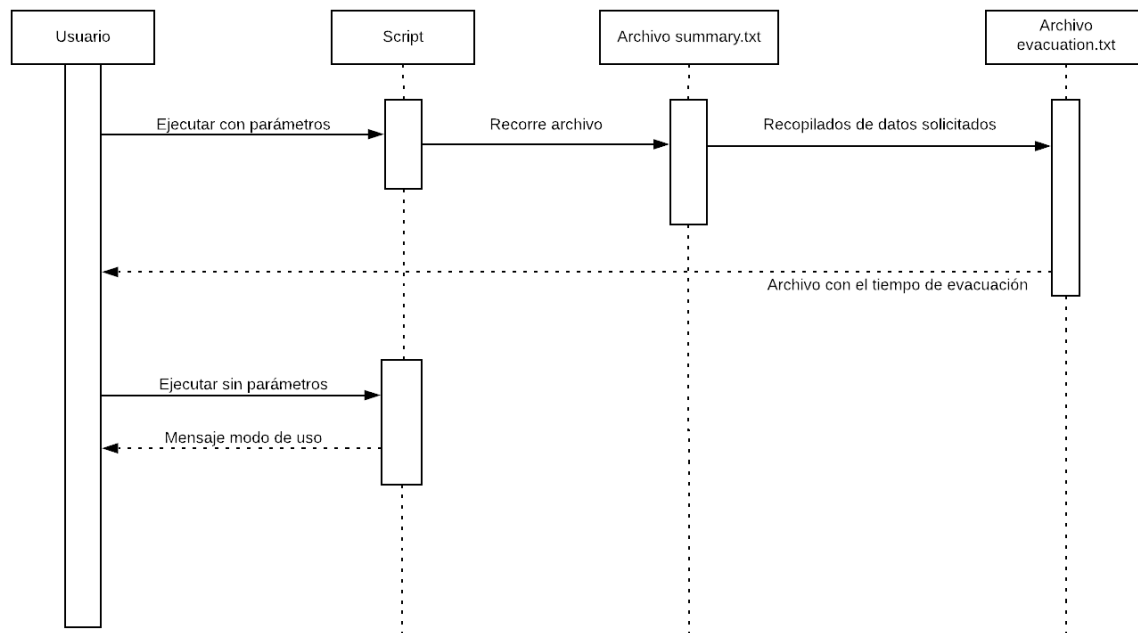 Usuario
Script
Archivo summary.txt
Archivo
evacuation.txt
Ejecutar con parámetros
Recorre archivo
Recopilados de datos solicitados
Archivo con el tiempo de evacuación
Ejecutar sin parámetros
Mensaje modo de uso